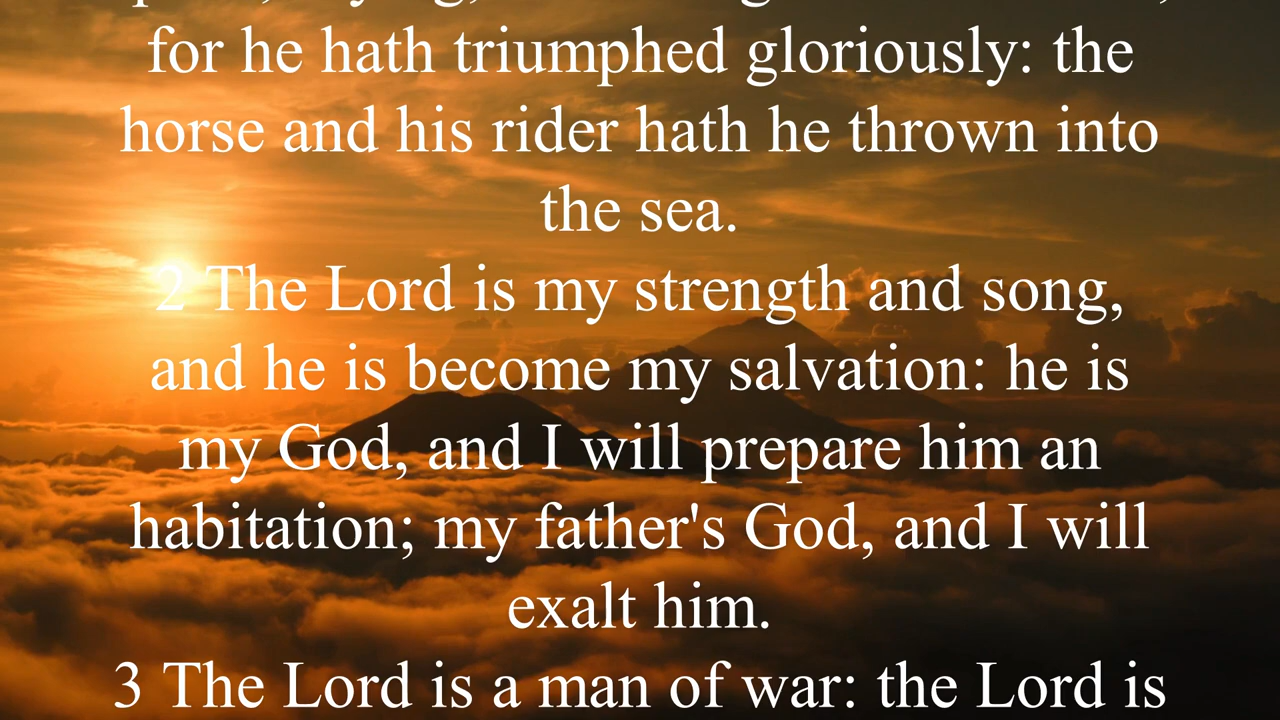 for he hath triumphed gloriously: the
horse and his rider hath he thrown into
the sea.
2 The Lord is my strength and song,
and he is become my salvation: he is
my God, and I will prepare him an
habitation; my father's God, and I will
exalt him.
3 The Lord is a man of war: the Lord is